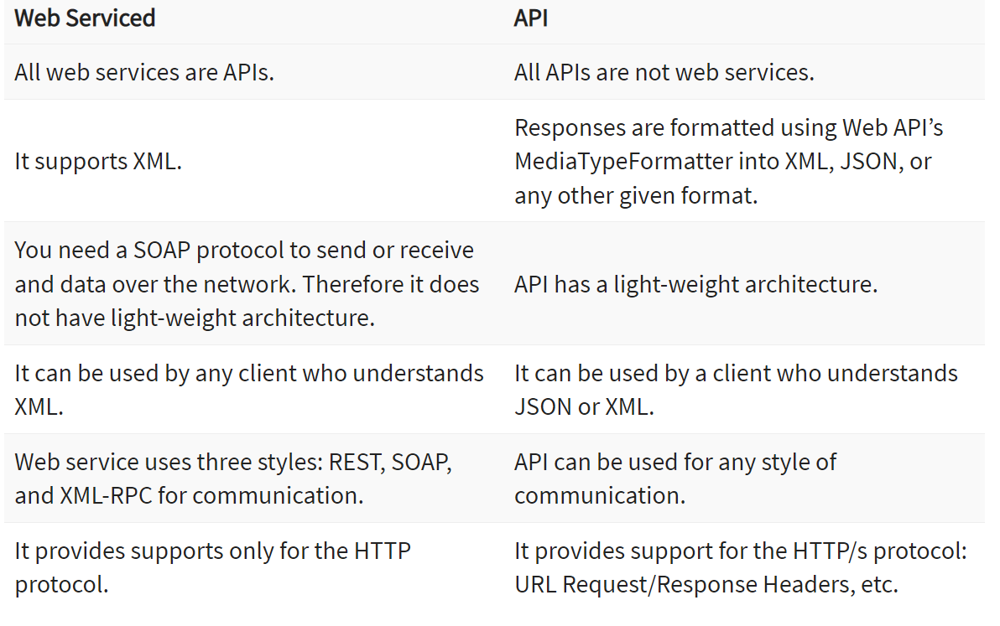 Web Serviced
API
All web services are APIs.
All APIs are not web services.
It supports XML.
Responses are formatted using Web API’s
MediaTypeFormatter into XML, JSON, or
any other given format.
You need a SOAP protocol to send or receive
and data over the network. Therefore it does
not have light-weight architecture.
API has a light-weight architecture.
It can be used by any client who understands
XML.
It can be used by a client who understands
JSON or XML.
Web service uses three styles: REST, SOAP,
and XML-RPC for communication.
API can be used for any style of
communication.
It provides supports only for the HTTP
protocol.
It provides support for the HTTP/s protocol:
URL Request/Response Headers, etc.